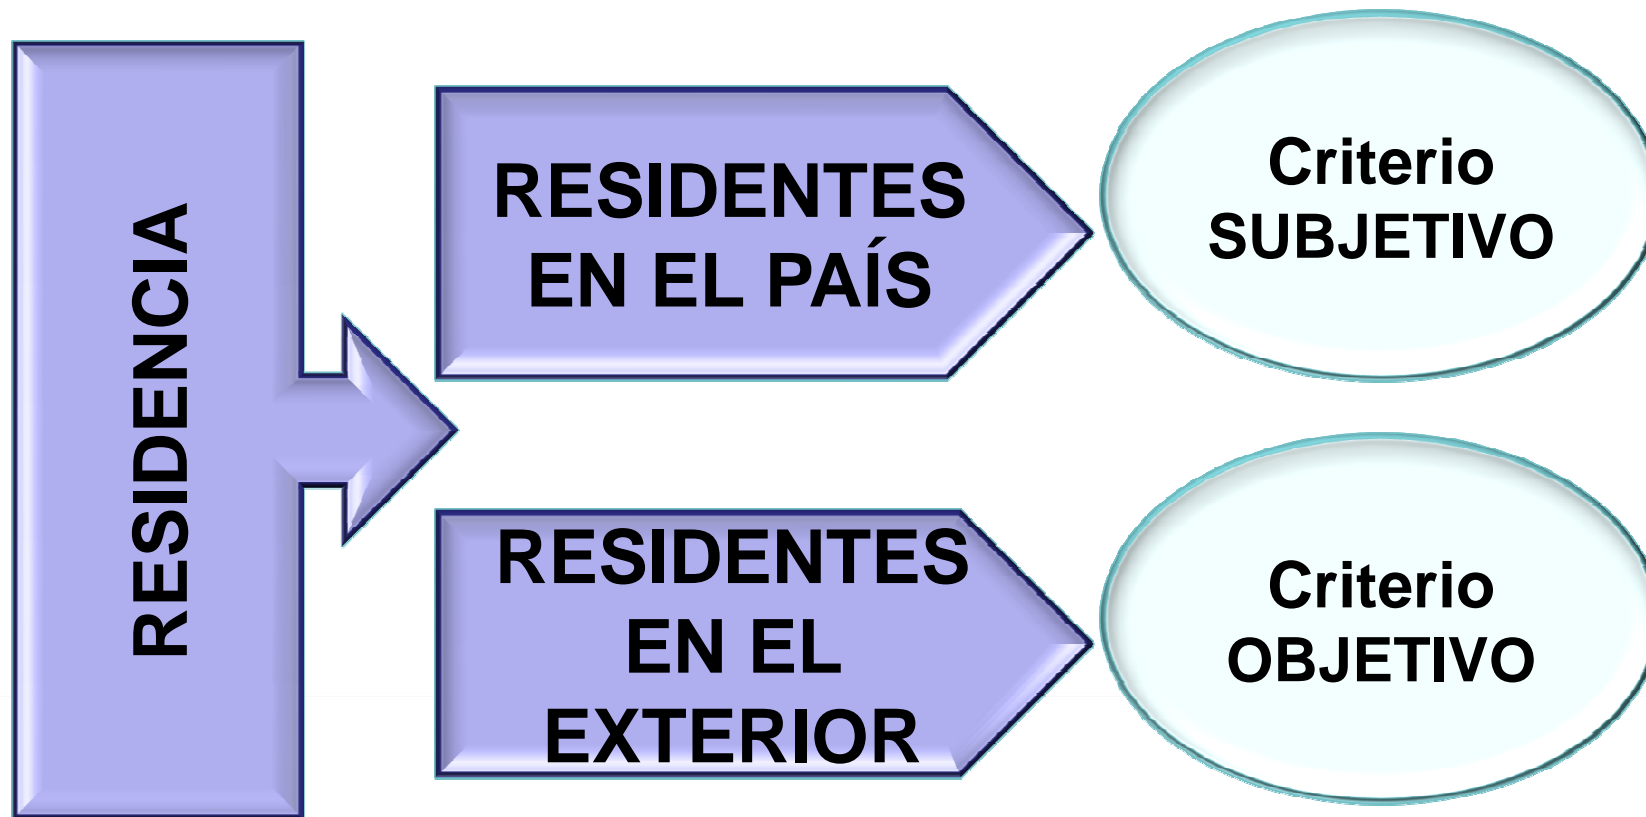 RESIDENCIA
RESIDENTES
EN EL PAÍS
Criterio
SUBJETIVO
RESIDENTES
EN EL
EXTERIOR
Criterio
OBJETIVO